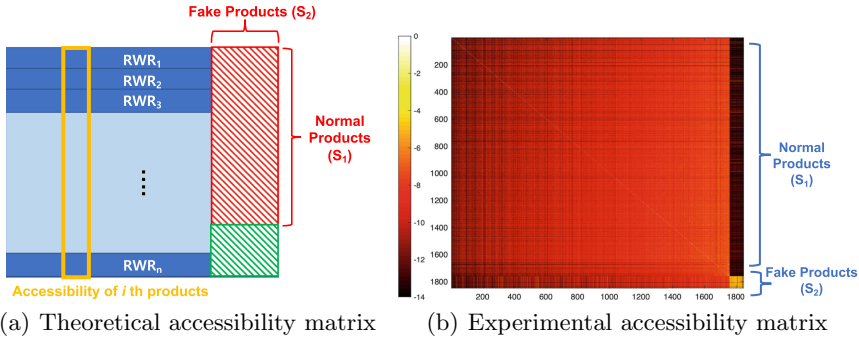 Fake Products (S2)
RWR1
RWR2
RWR3
Normal
Products
(S1)
RWRn
Accessibility of i th products
(a) Theoretical accessibility matrix
0
-2
-4
-6
-8
-10
-12
-14
200
400
600
800
1000
1200
1400
1600
1800
200 400 600 800 1000 1200 1400 1600 1800
Normal
Products
(S1)
Fake Products
(S2)
(b) Experimental accessibility matrix